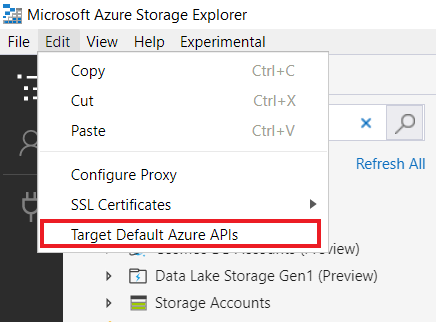 Microsoft Azure Storage Explorer
File Edit View Help Experimental
Copy Ctrl+C
Cut Ctrl+X
Paste Ctrl+V
Refresh All
Configure Proxy
SSL Certificates
Target Default Azure APIs
(Preview)
Data Lake Storage Gen1 (Preview)
Storage Accounts